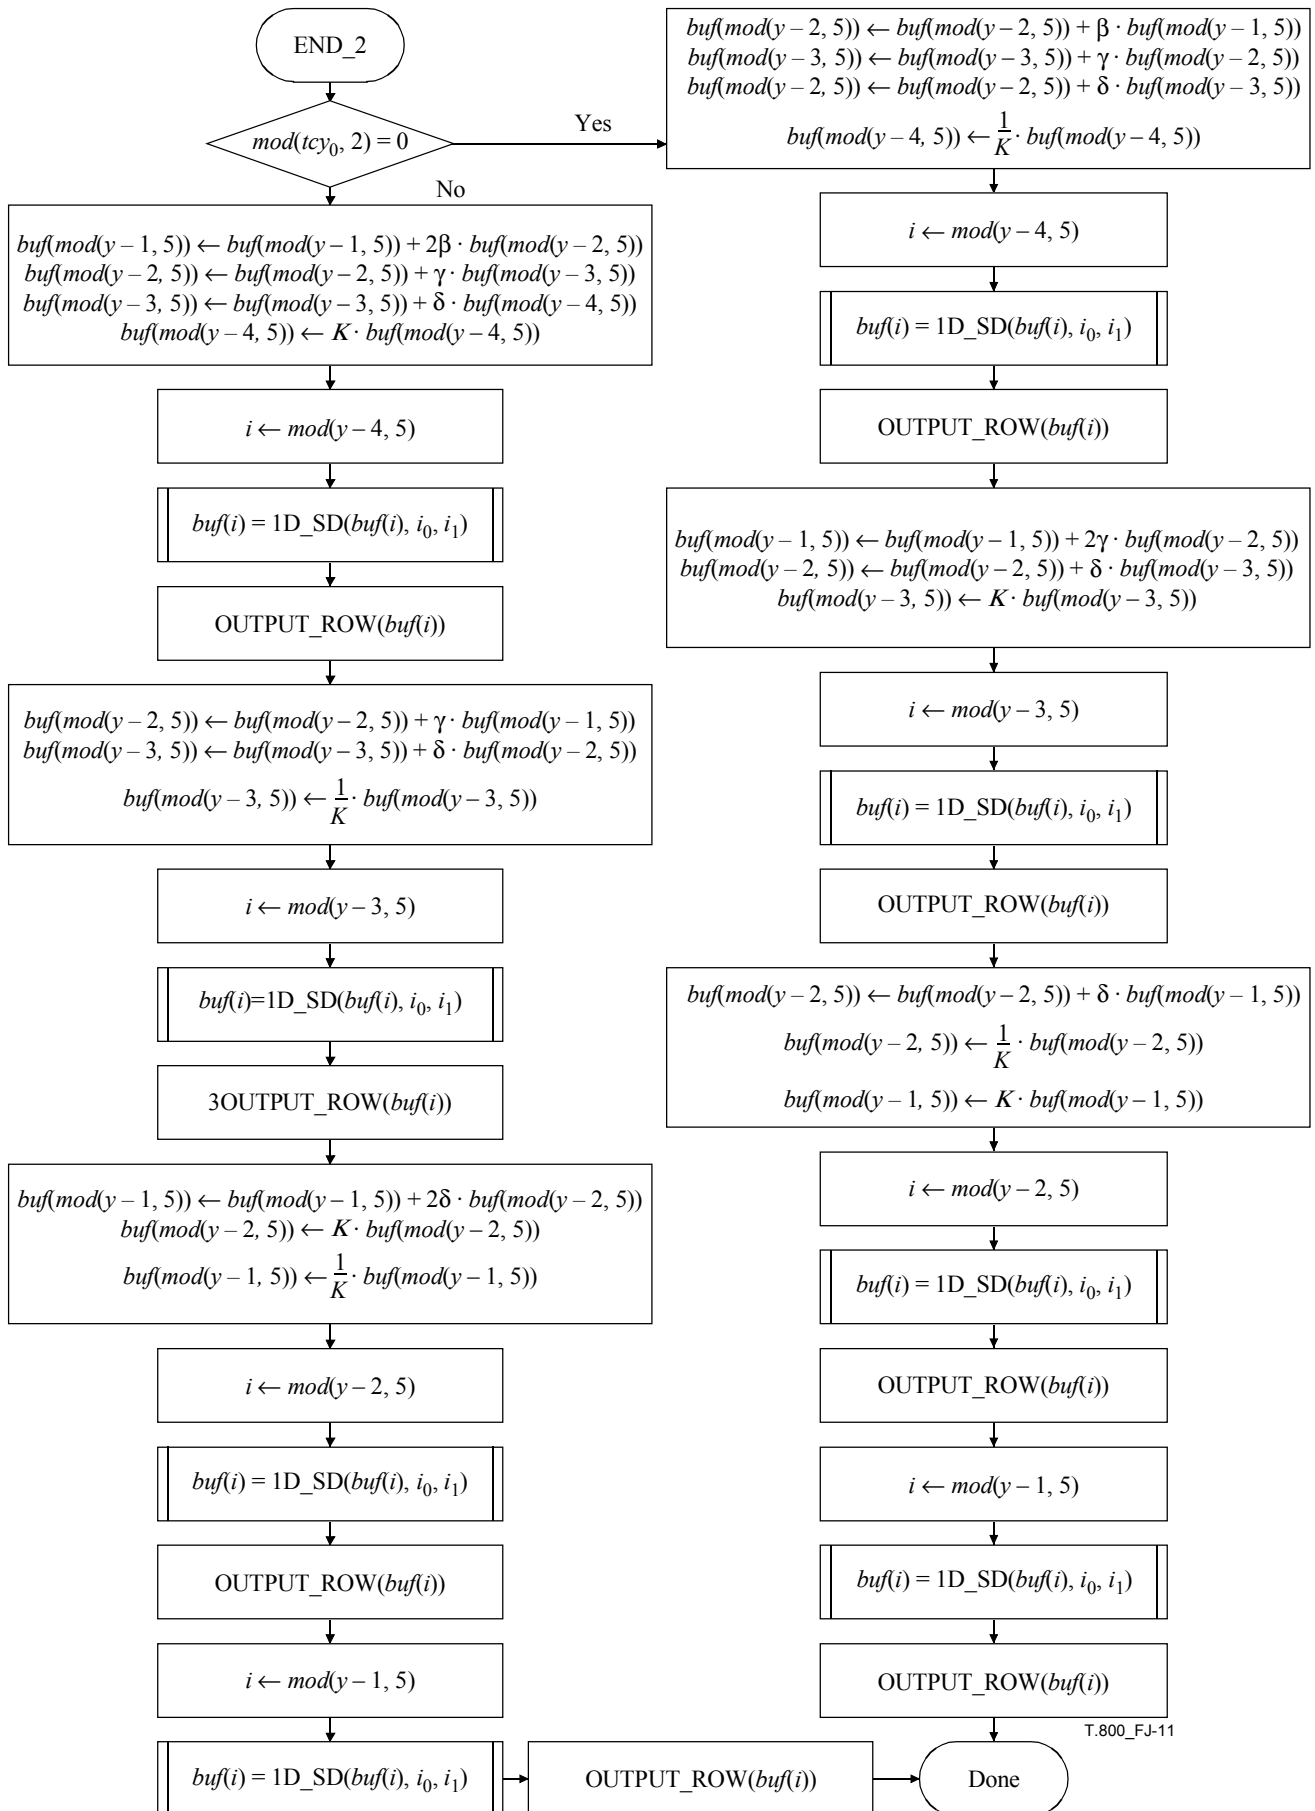 END_2
mod(tcy₀, 2) = 0
Yes
No
buf(mod(y – 1, 5)) ← buf(mod(y – 1, 5)) + 2β · buf(mod(y – 2, 5))
buf(mod(y – 2, 5)) ← buf(mod(y – 2, 5)) + γ · buf(mod(y – 3, 5))
buf(mod(y – 3, 5)) ← buf(mod(y – 3, 5)) + δ · buf(mod(y – 4, 5))
buf(mod(y – 4, 5)) ← K · buf(mod(y – 4, 5))
i ← mod(y – 4, 5)
buf(i) = 1D_SD(buf(i), i₀, i₁)
OUTPUT_ROW(buf(i))
buf(mod(y – 2, 5)) ← buf(mod(y – 2, 5)) + γ · buf(mod(y – 1, 5))
buf(mod(y – 3, 5)) ← buf(mod(y – 3, 5)) + δ · buf(mod(y – 2, 5))
buf(mod(y – 3, 5)) ← 1/K · buf(mod(y – 3, 5))
i ← mod(y – 3, 5)
buf(i)=1D_SD(buf(i), i₀, i₁)
3OUTPUT_ROW(buf(i))
buf(mod(y – 1, 5)) ← buf(mod(y – 1, 5)) + 2δ · buf(mod(y – 2, 5))
buf(mod(y – 2, 5)) ← K · buf(mod(y – 2, 5))
buf(mod(y – 1, 5)) ← 1/K · buf(mod(y – 1, 5))
i ← mod(y – 2, 5)
buf(i) = 1D_SD(buf(i), i₀, i₁)
OUTPUT_ROW(buf(i))
i ← mod(y – 1, 5)
buf(i) = 1D_SD(buf(i), i₀, i₁)
OUTPUT_ROW(buf(i))
buf(mod(y – 2, 5)) ← buf(mod(y – 2, 5)) + β · buf(mod(y – 1, 5))
buf(mod(y – 3, 5)) ← buf(mod(y – 3, 5)) + γ · buf(mod(y – 2, 5))
buf(mod(y – 2, 5)) ← buf(mod(y – 2, 5)) + δ · buf(mod(y – 3, 5))
buf(mod(y – 4, 5)) ← 1/K · buf(mod(y – 4, 5))
i ← mod(y – 4, 5)
buf(i) = 1D_SD(buf(i), i₀, i₁)
OUTPUT_ROW(buf(i))
buf(mod(y – 1, 5)) ← buf(mod(y – 1, 5)) + 2γ · buf(mod(y – 2, 5))
buf(mod(y – 2, 5)) ← buf(mod(y – 2, 5)) + δ · buf(mod(y – 3, 5))
buf(mod(y – 3, 5)) ← K · buf(mod(y – 3, 5))
i ← mod(y – 3, 5)
buf(i) = 1D_SD(buf(i), i₀, i₁)
OUTPUT_ROW(buf(i))
buf(mod(y – 2, 5)) ← buf(mod(y – 2, 5)) + δ · buf(mod(y – 1, 5))
buf(mod(y – 2, 5)) ← 1/K · buf(mod(y – 2, 5))
buf(mod(y – 1, 5)) ← K · buf(mod(y – 1, 5))
i ← mod(y – 2, 5)
buf(i) = 1D_SD(buf(i), i₀, i₁)
OUTPUT_ROW(buf(i))
i ← mod(y – 1, 5)
buf(i) = 1D_SD(buf(i), i₀, i₁)
OUTPUT_ROW(buf(i))
T.800_FJ-11
Done